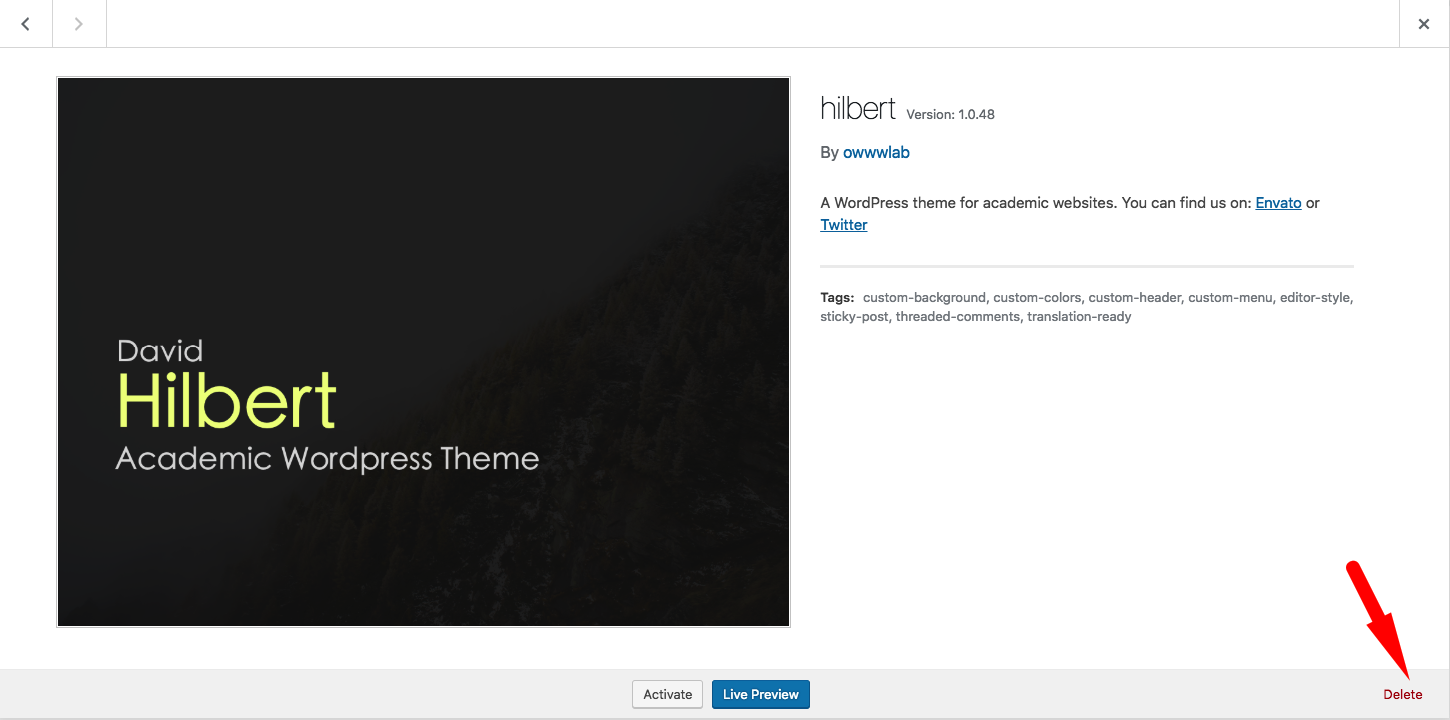 hilbert Version: 1.0.48
By owwwlab
A WordPress theme for academic websites. You can find us on: Envato or
Twitter
Tags: custom-background, custom-colors, custom-header, custom-menu, editor-style,
sticky-post, threaded-comments, translation-ready
David
Hilbert
Academic Wordpress Theme
Activate
Live Preview
Delete